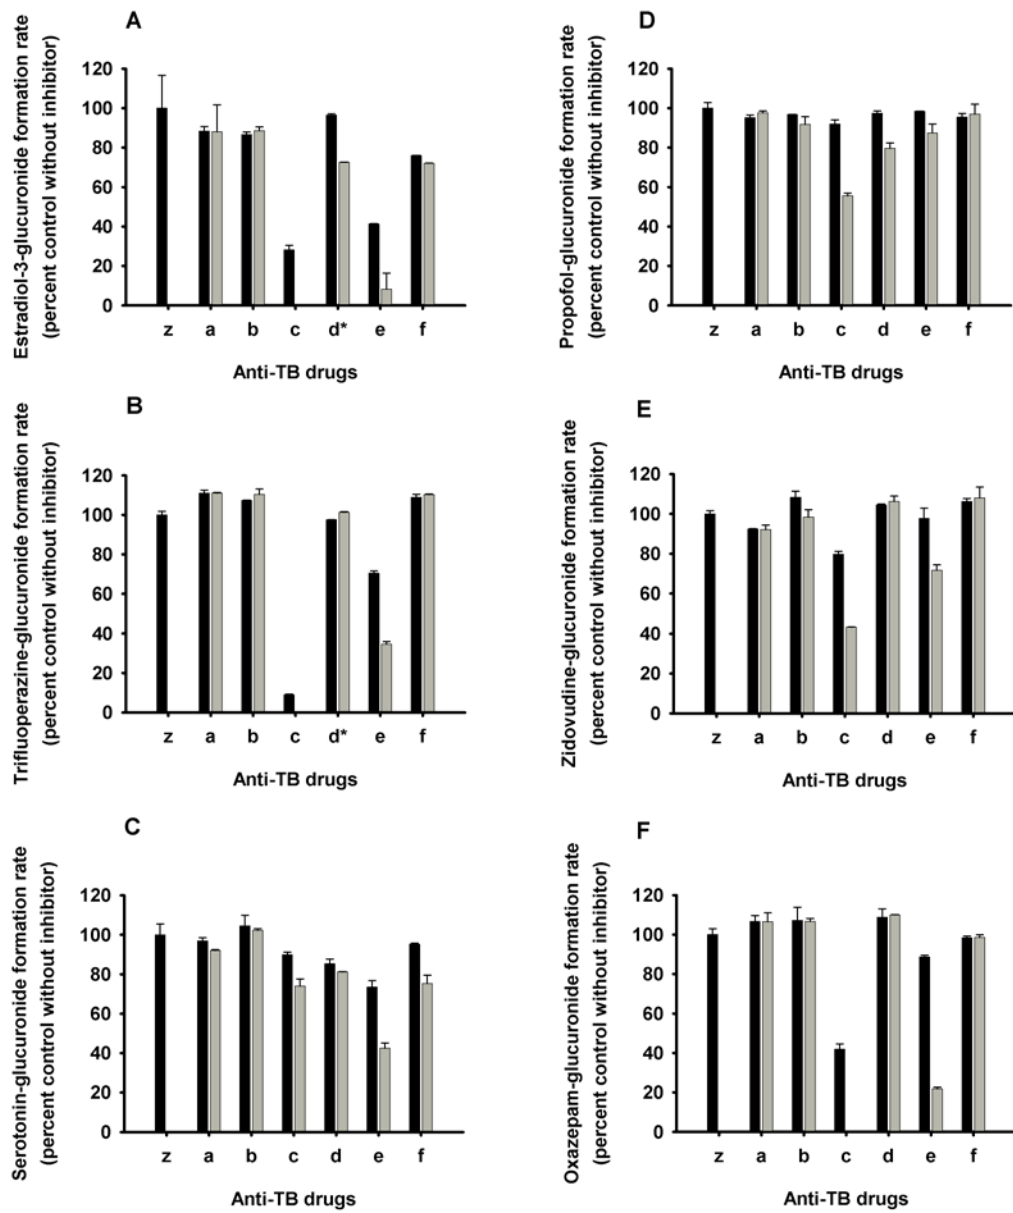 A
Estradiol-3-glucuronide formation rate
(percent control without inhibitor)
120
100
80
60
40
20
0
z a b c d* e f
Anti-TB drugs
B
Trifluoperazine-glucuronide formation rate
(percent control without inhibitor)
120
100
80
60
40
20
0
z a b c d* e f
Anti-TB drugs
C
Serotonin-glucuronide formation rate
(percent control without inhibitor)
120
100
80
60
40
20
0
z a b c d e f
Anti-TB drugs
D
Propofol-glucuronide formation rate
(percent control without inhibitor)
120
100
80
60
40
20
0
z a b c d e f
Anti-TB drugs
E
Zidovudine-glucuronide formation rate
(percent control without inhibitor)
120
100
80
60
40
20
0
z a b c d e f
Anti-TB drugs
F
Oxazepam-glucuronide formation rate
(percent control without inhibitor)
120
100
80
60
40
20
0
z a b c d e f
Anti-TB drugs